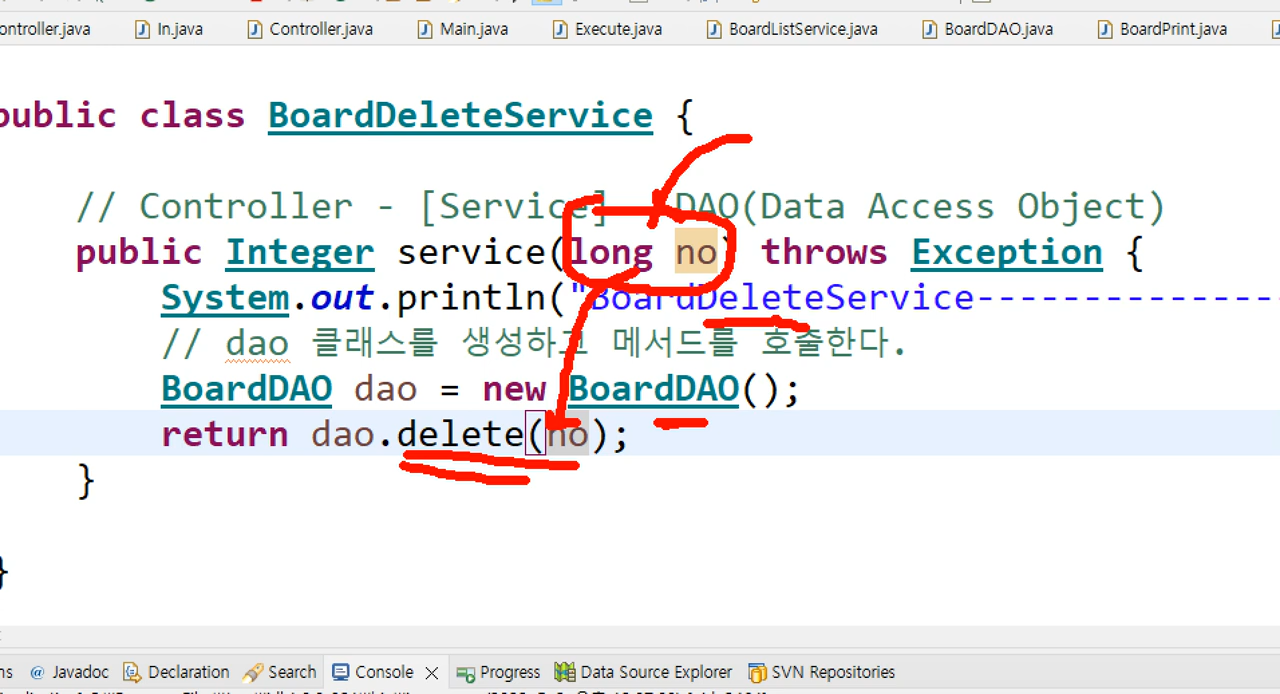 ontroller.java In.java Controller.java Main.java Execute.java BoardListService.java BoardDAO.java BoardPrint.java
public class BoardDeleteService {
// Controller - [Service] DAO(Data Access Object)
public Integer service(long no) throws Exception {
System.out.println("BoardDeleteService---------------
// dao 클래스를 생성하고 메서드를 호출한다.
BoardDAO dao = new BoardDAO();
return dao.delete(no);
}
}
ns @ Javadoc Declaration Search Console Progress Data Source Explorer SVN Repositories